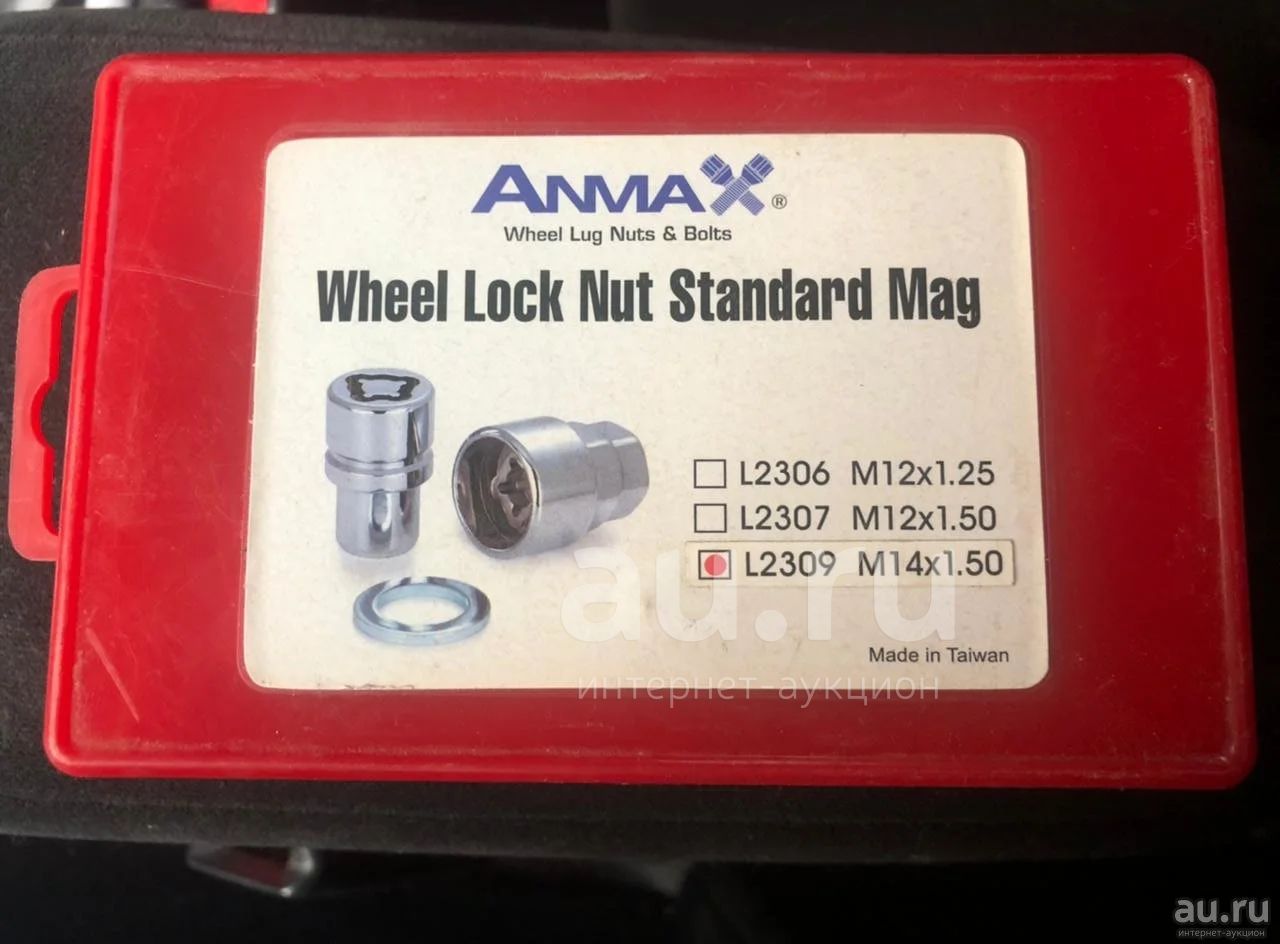 ANMAX®
Wheel Lug Nuts & Bolts
Wheel Lock Nut Standard Mag
L2306 M12x1.25
L2307 M12x1.50
L2309 M14x1.50
au.ru
Made in Taiwan
интернет-аукцион
au.ru
интернет-аукцион